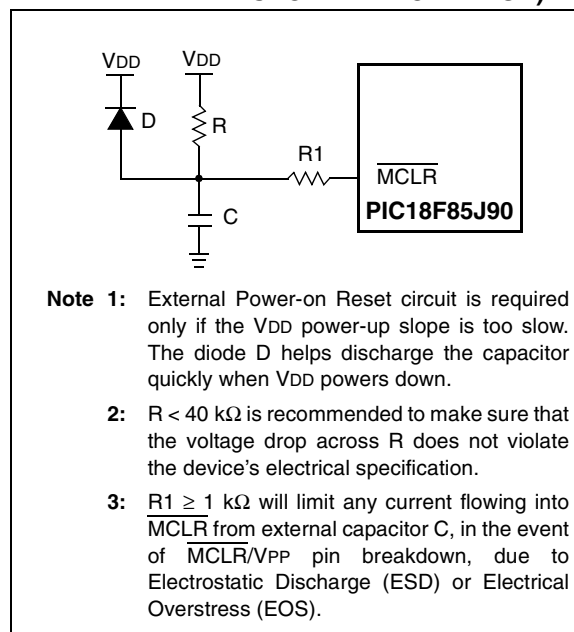 VDD VDD
D
R
R1
MCLR
PIC18F85J90
C
Note 1: External Power-on Reset circuit is required
only if the VDD power-up slope is too slow.
The diode D helps discharge the capacitor
quickly when VDD powers down.
2: R < 40 kΩ is recommended to make sure that
the voltage drop across R does not violate
the device's electrical specification.
3: R1 ≥ 1 kΩ will limit any current flowing into
MCLR from external capacitor C, in the event
of MCLR/VPP pin breakdown, due to
Electrostatic Discharge (ESD) or Electrical
Overstress (EOS).